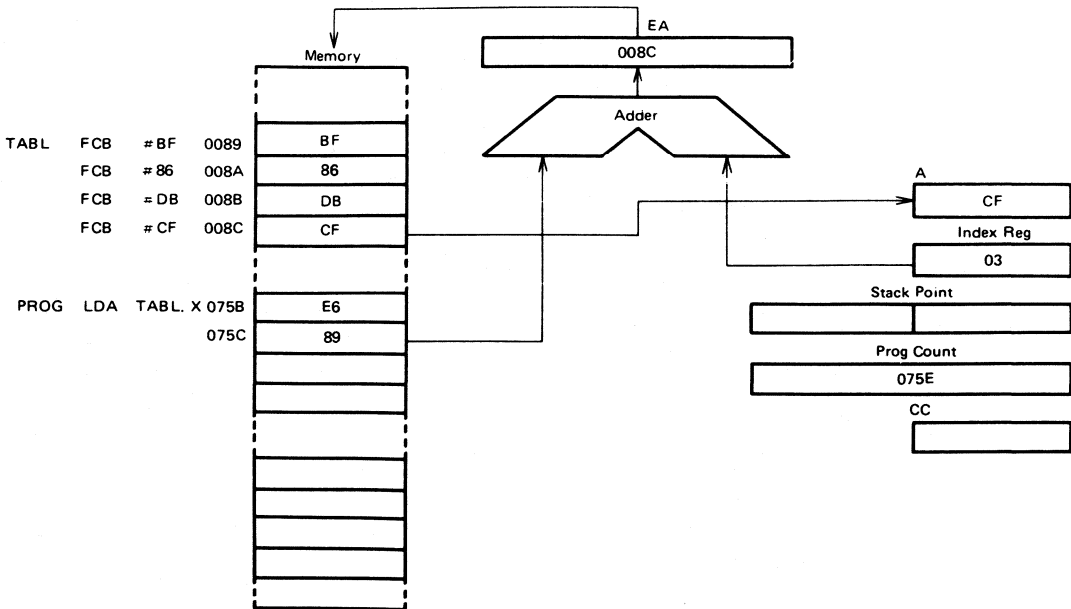 EA
008C
Memory
Adder
TABL FCB #BF 0089 BF
FCB #86 008A 86
FCB #DB 008B DB
FCB #CF 008C CF
A
CF
Index Reg
03
Stack Point
PROG LDA TABL. X 075B E6
075C 89
Prog Count
075E
CC